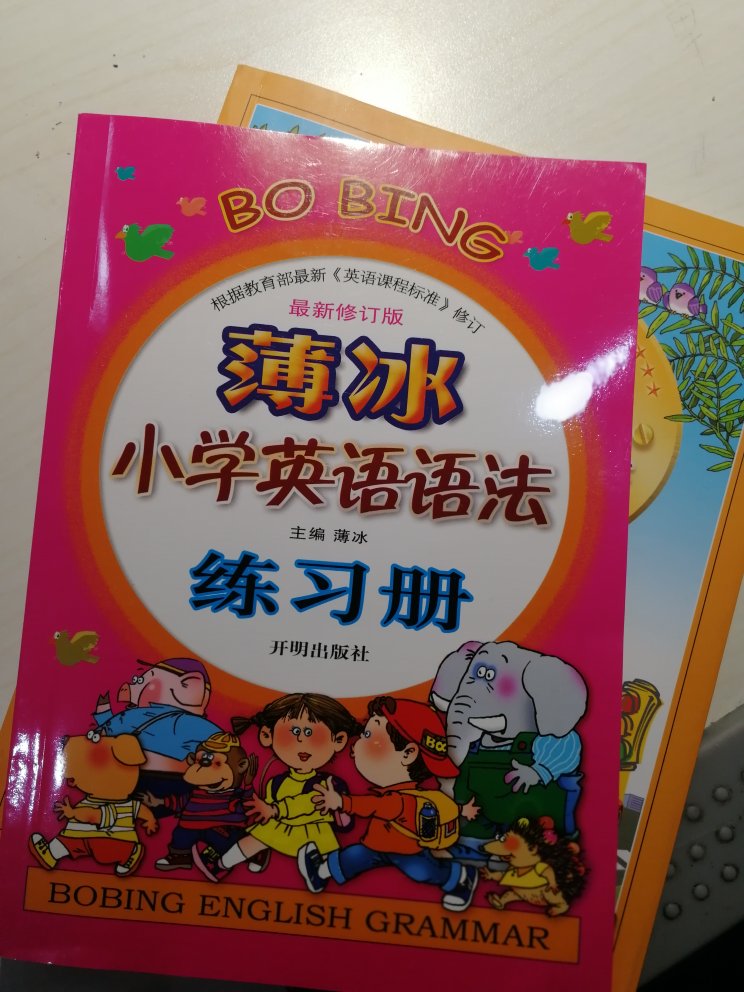 BO BING
根据教育部最新《英语课程标准》修订
最新修订版
薄冰
小学英语语法
主编 薄冰
练习册
开明出版社
BO
BOBING ENGLISH GRAMMAR